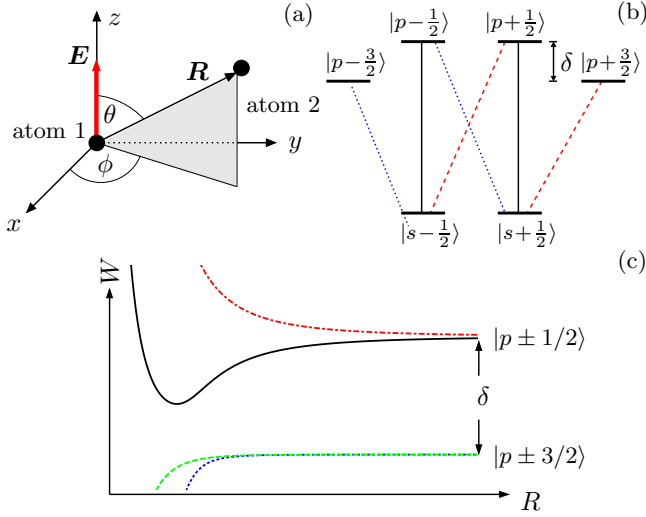 (a)
z
E
R
θ
atom 1
atom 2
y
ϕ
x
(b)
|p−1/2⟩
|p+1/2⟩
|p−3/2⟩
δ
|p+3/2⟩
|s−1/2⟩
|s+1/2⟩
(c)
W
|p ± 1/2⟩
δ
|p ± 3/2⟩
R